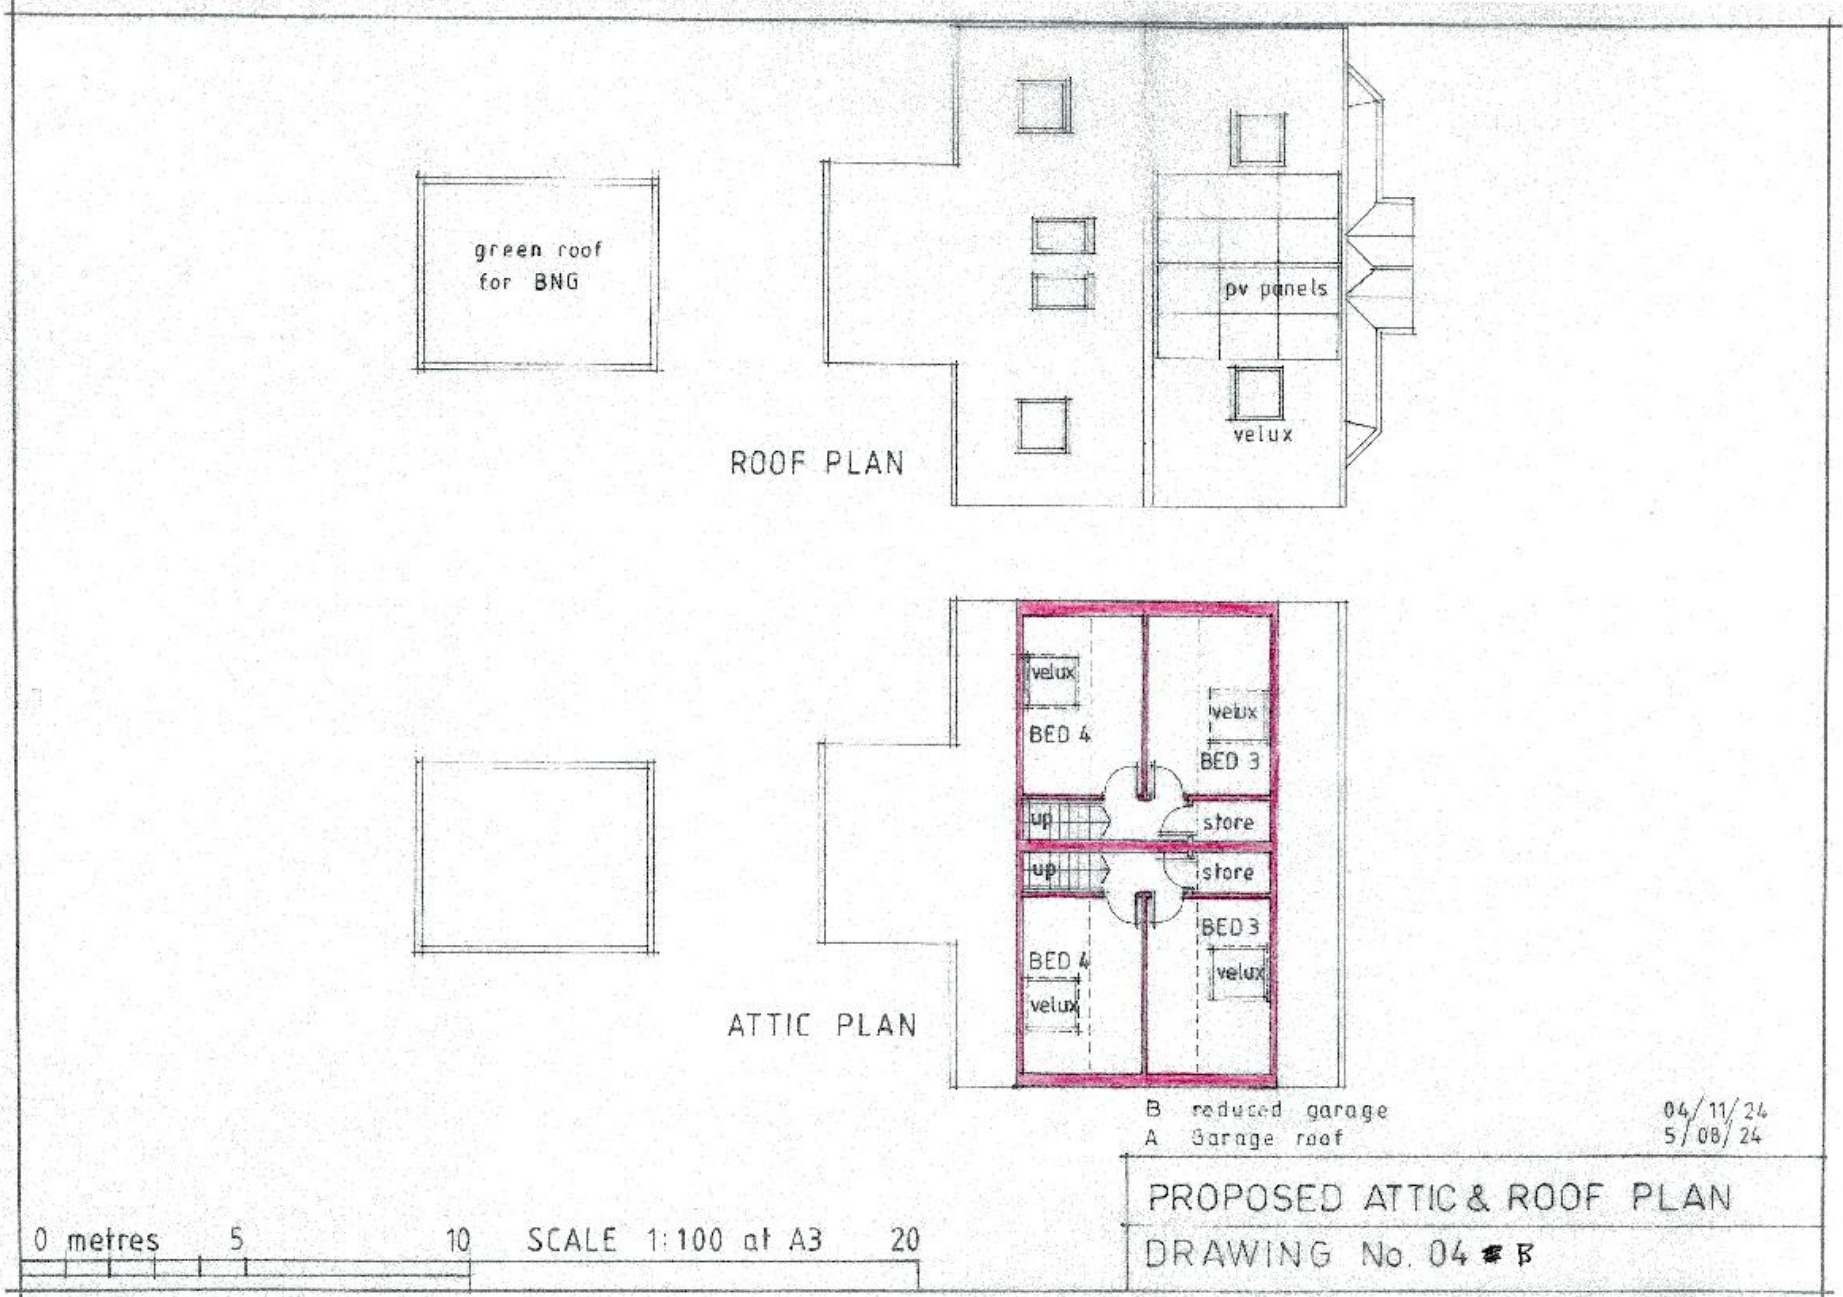 green roof
for BNG
pv panels
velux
ROOF PLAN
velux
velux
BED 4
BED 3
up
store
up
store
BED 3
BED 4
velux
velux
ATTIC PLAN
B reduced garage 04/11/24
A Garage roof 5/08/24
PROPOSED ATTIC & ROOF PLAN
0 metres 5 10 SCALE 1:100 at A3 20
DRAWING No. 04 B